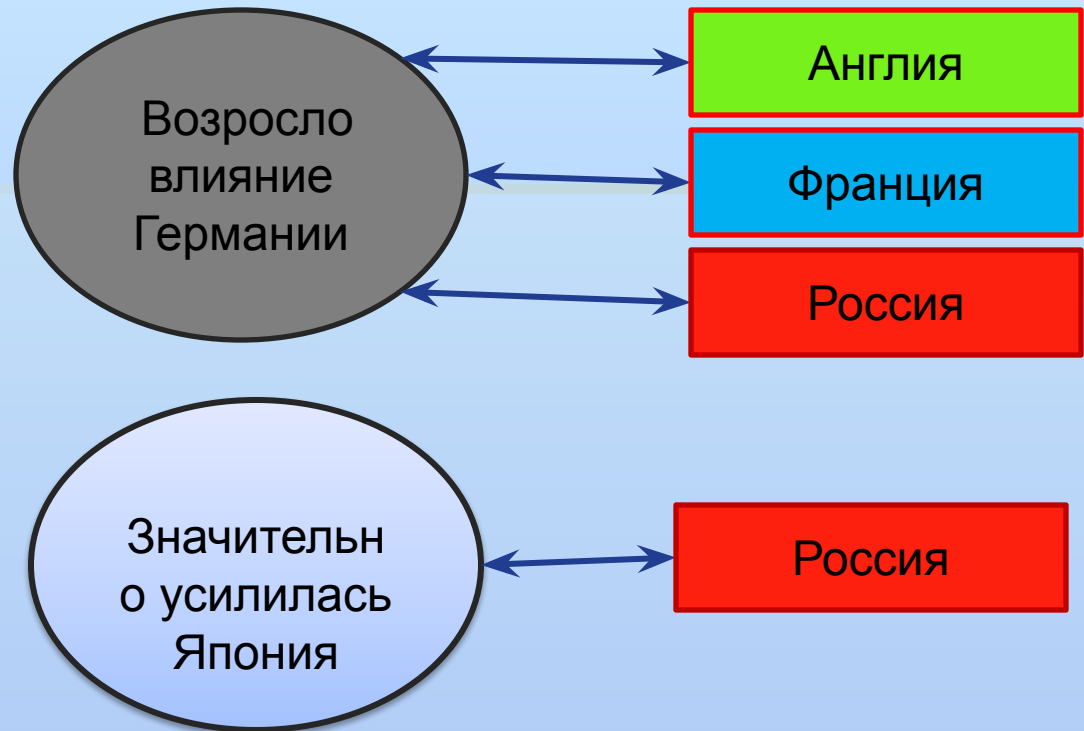 Возросло
влияние
Германии
Англия
Франция
Россия
Значительн
о усилилась
Япония
Россия